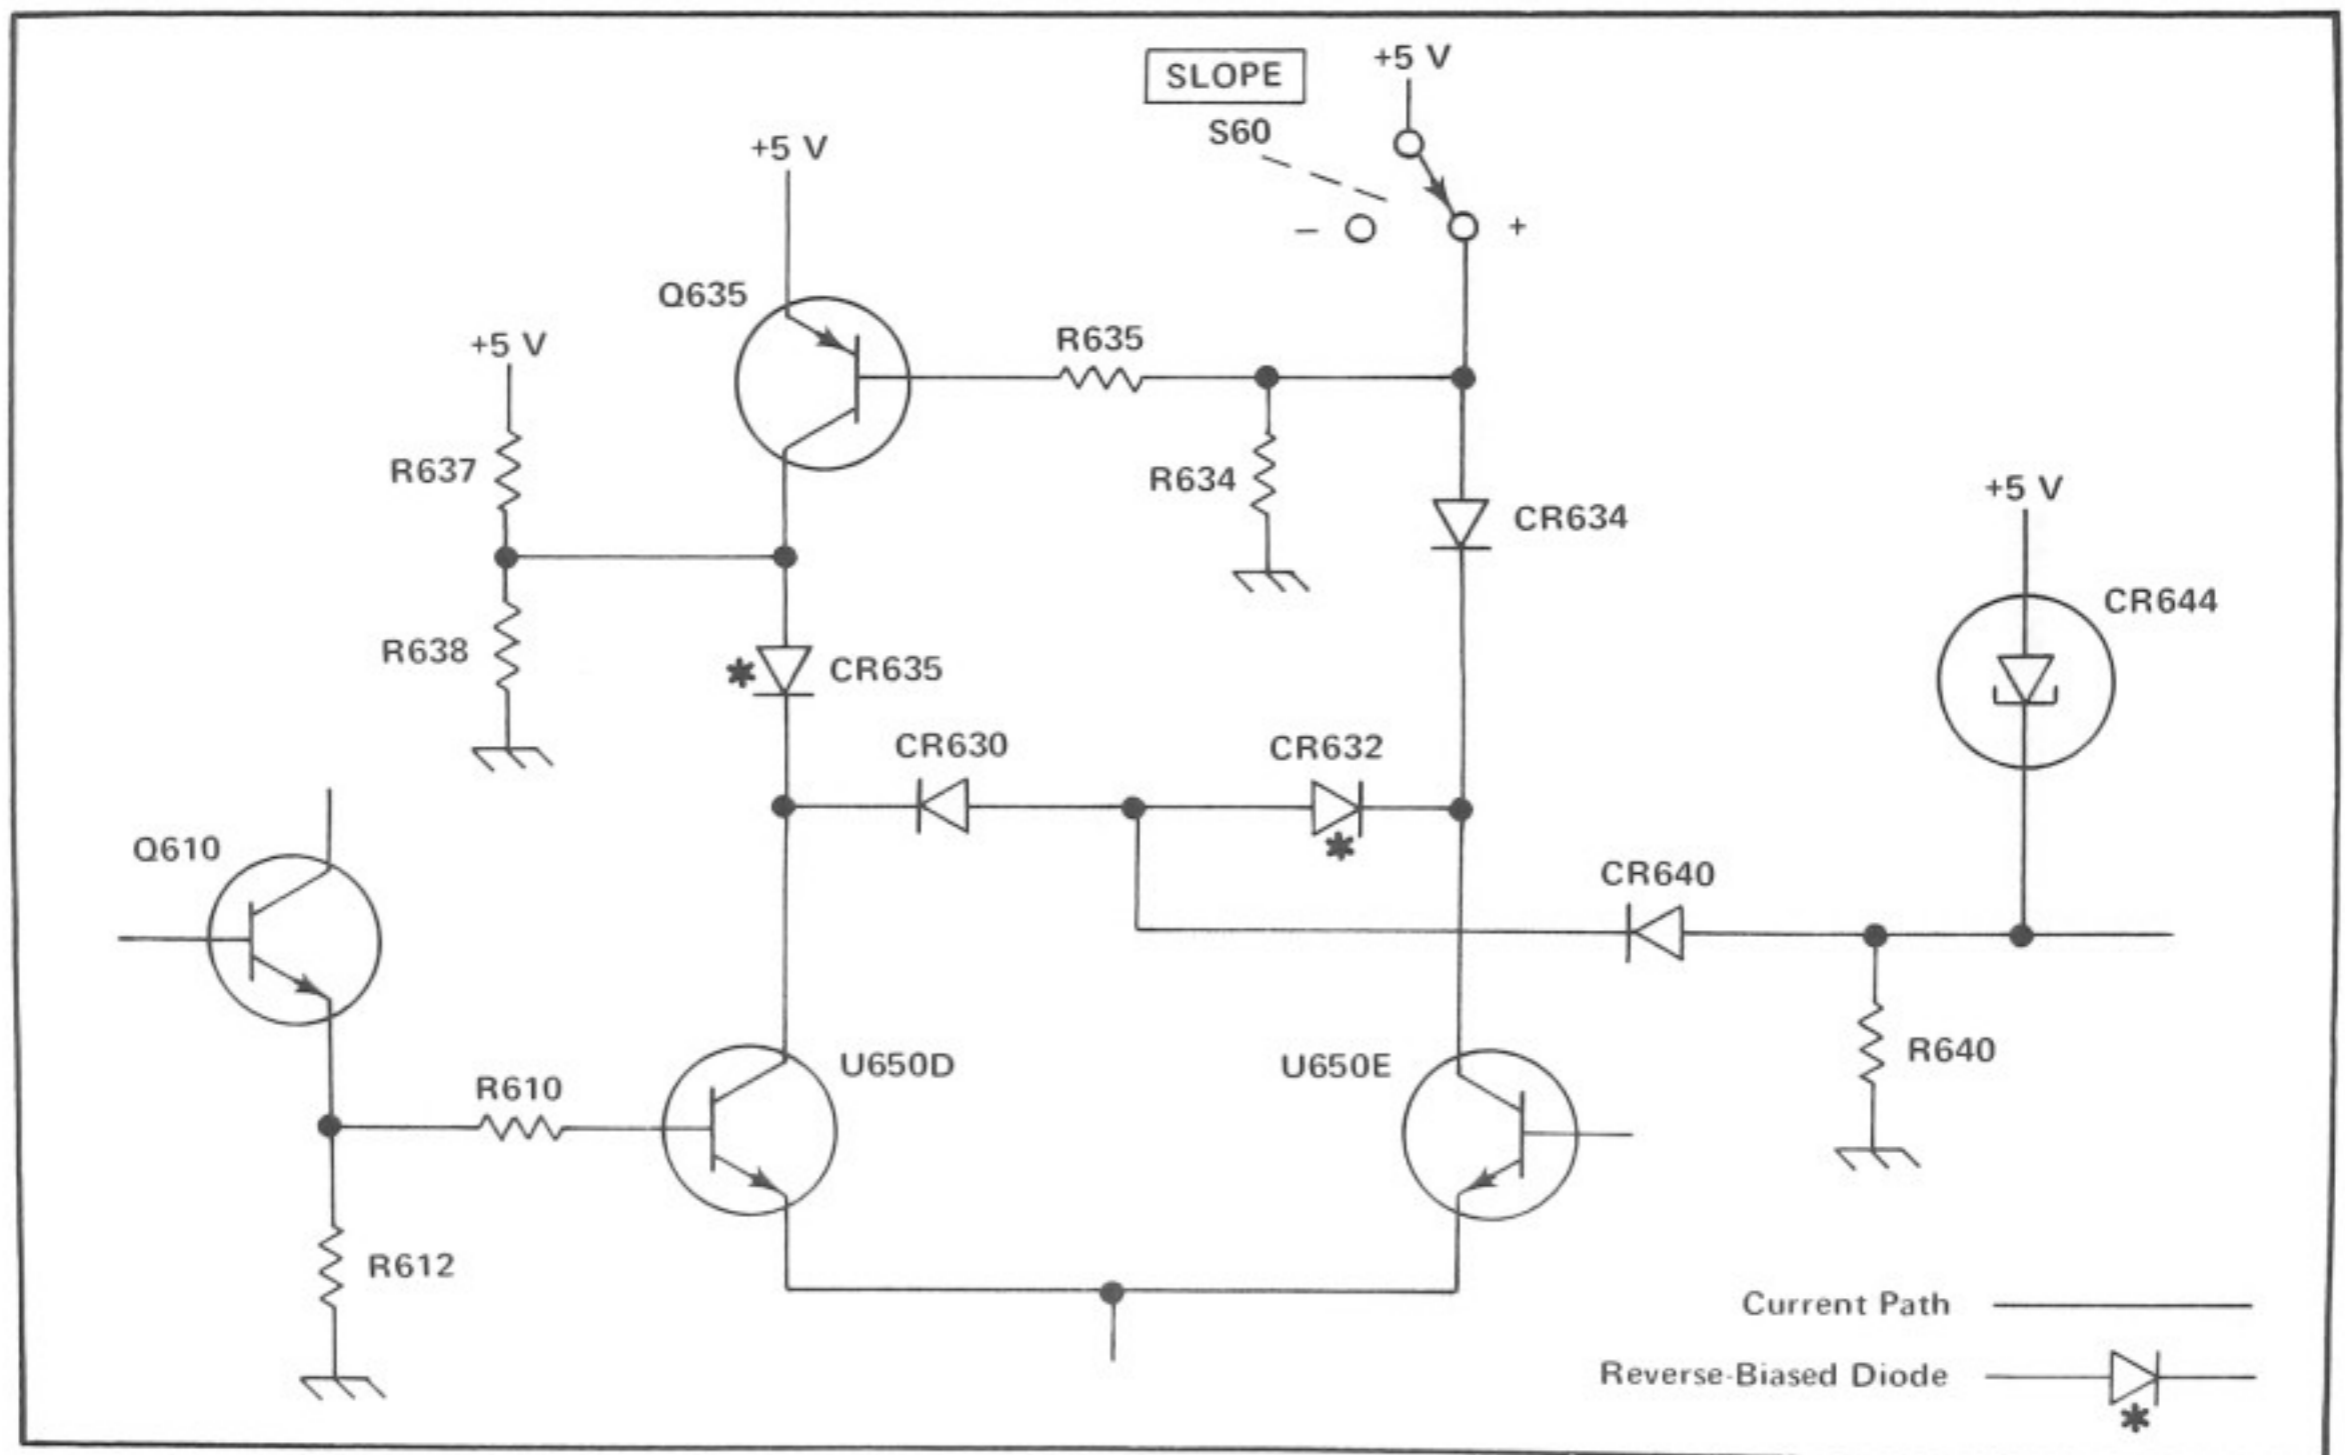 SLOPE
+5 V
S60
+5 V
– +
Q635
+5 V
R635
R637
R634
CR634
+5 V
CR644
R638
* CR635
CR630
CR632
*
Q610
CR640
R640
U650D
U650E
R610
R612
Current Path
Reverse-Biased Diode
*